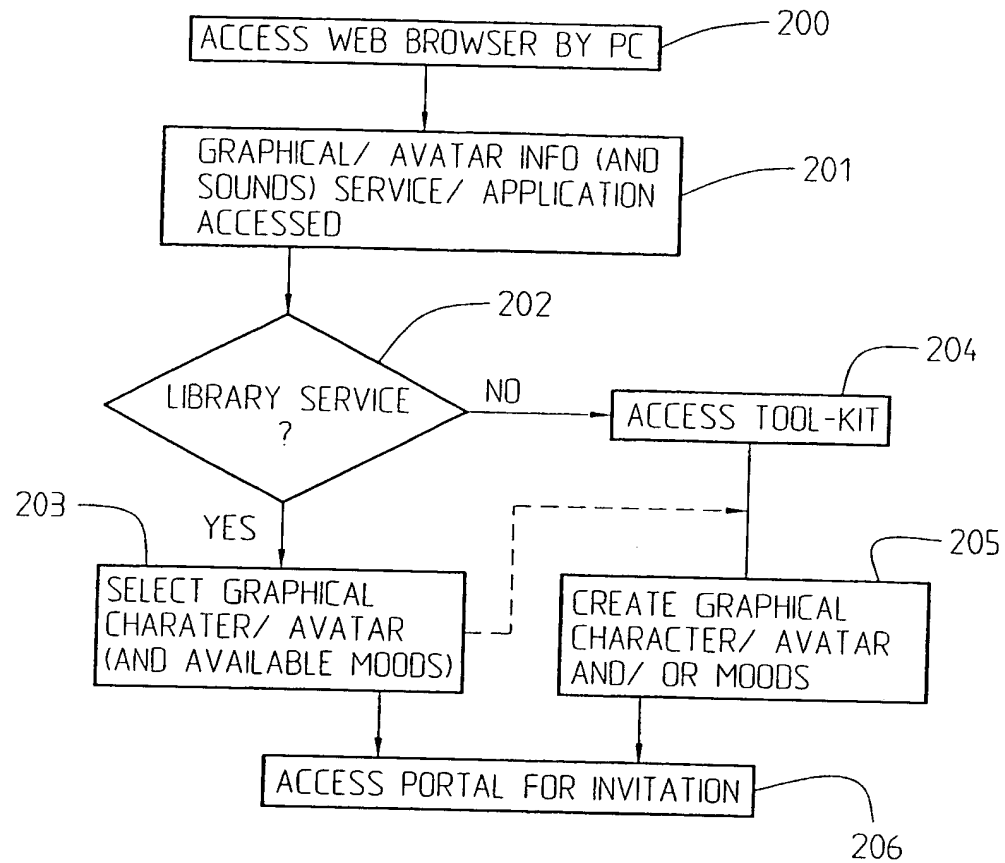 ACCESS WEB BROWSER BY PC
200
GRAPHICAL/ AVATAR INFO (AND
SOUNDS) SERVICE/ APPLICATION
ACCESSED
201
202
LIBRARY SERVICE
?
NO
204
ACCESS TOOL-KIT
203
YES
SELECT GRAPHICAL
CHARATER/ AVATAR
(AND AVAILABLE MOODS)
205
CREATE GRAPHICAL
CHARACTER/ AVATAR
AND/ OR MOODS
ACCESS PORTAL FOR INVITATION
206